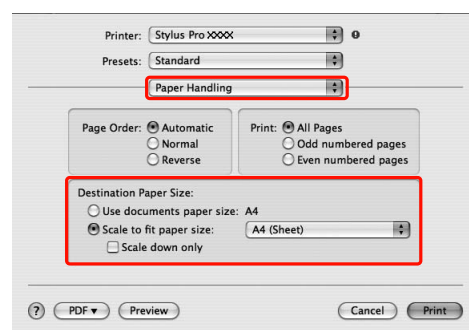 Printer: Stylus Pro XXXX
Presets: Standard
Paper Handling
Page Order: Automatic
Normal
Reverse
Print: All Pages
Odd numbered pages
Even numbered pages
Destination Paper Size:
Use documents paper size: A4
Scale to fit paper size: A4 (Sheet)
Scale down only
? PDF Preview Cancel Print